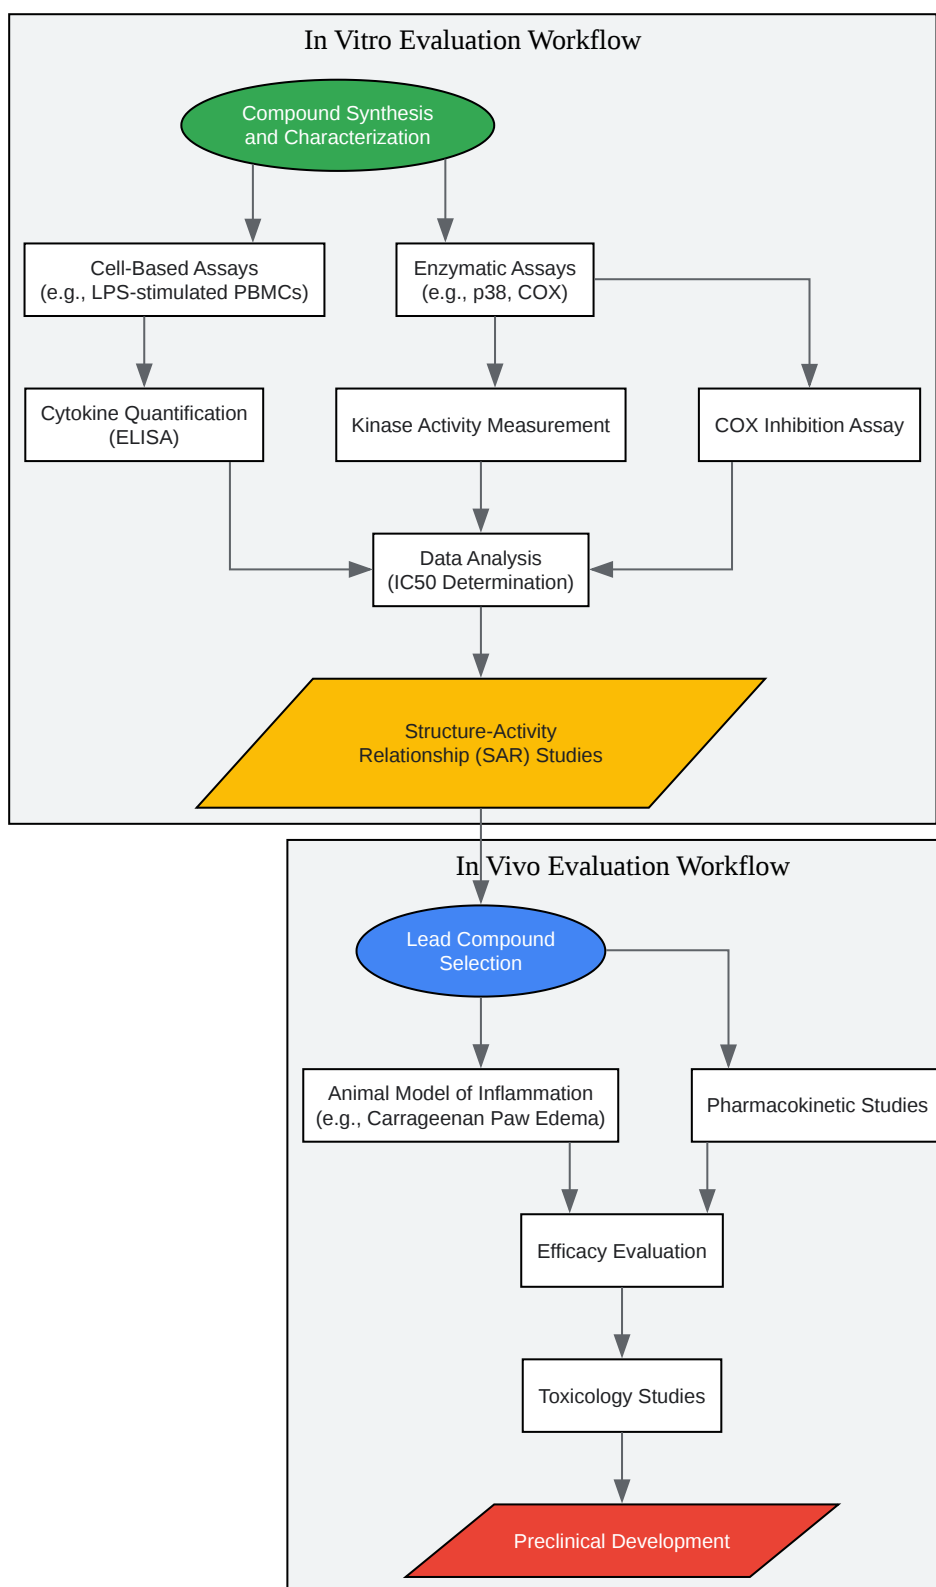 In Vitro Evaluation Workflow
Compound Synthesis
and Characterization
Cell-Based Assays
(e.g., LPS-stimulated PBMCs)
Enzymatic Assays
(e.g., p38, COX)
Cytokine Quantification
(ELISA)
Kinase Activity Measurement
COX Inhibition Assay
Data Analysis
(IC50 Determination)
Structure-Activity
Relationship (SAR) Studies
In Vivo Evaluation Workflow
Lead Compound
Selection
Animal Model of Inflammation
(e.g., Carrageenan Paw Edema)
Pharmacokinetic Studies
Efficacy Evaluation
Toxicology Studies
Preclinical Development